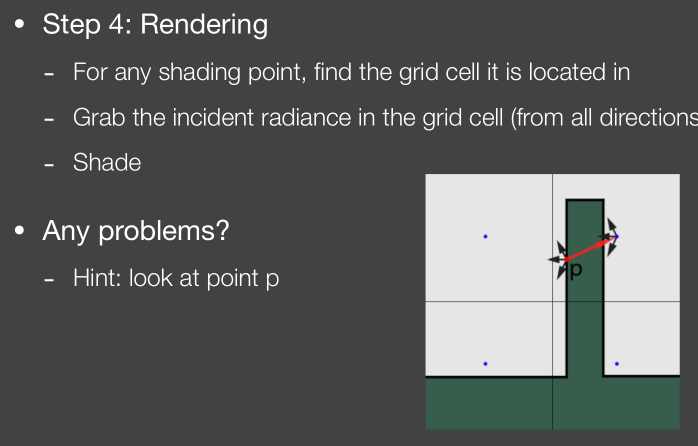 • Step 4: Rendering
- For any shading point, find the grid cell it is located in
- Grab the incident radiance in the grid cell (from all directions
- Shade
• Any problems?
- Hint: look at point p
p